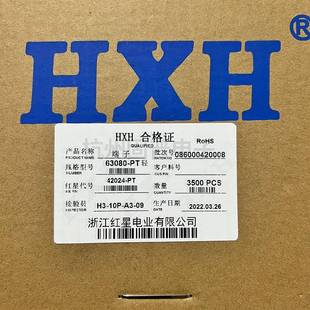 HXH®
HXH 合格证
QUALIFIED
RoHS
产品名称 端子 批次号 086000420008
规格型号 63080-PT 轻 客户料号
红星代号 42024-PT 数量 3500 PCS
检验员 H3-10P-A3-09 生产日期 2022.03.26
浙江红星电业有限公司